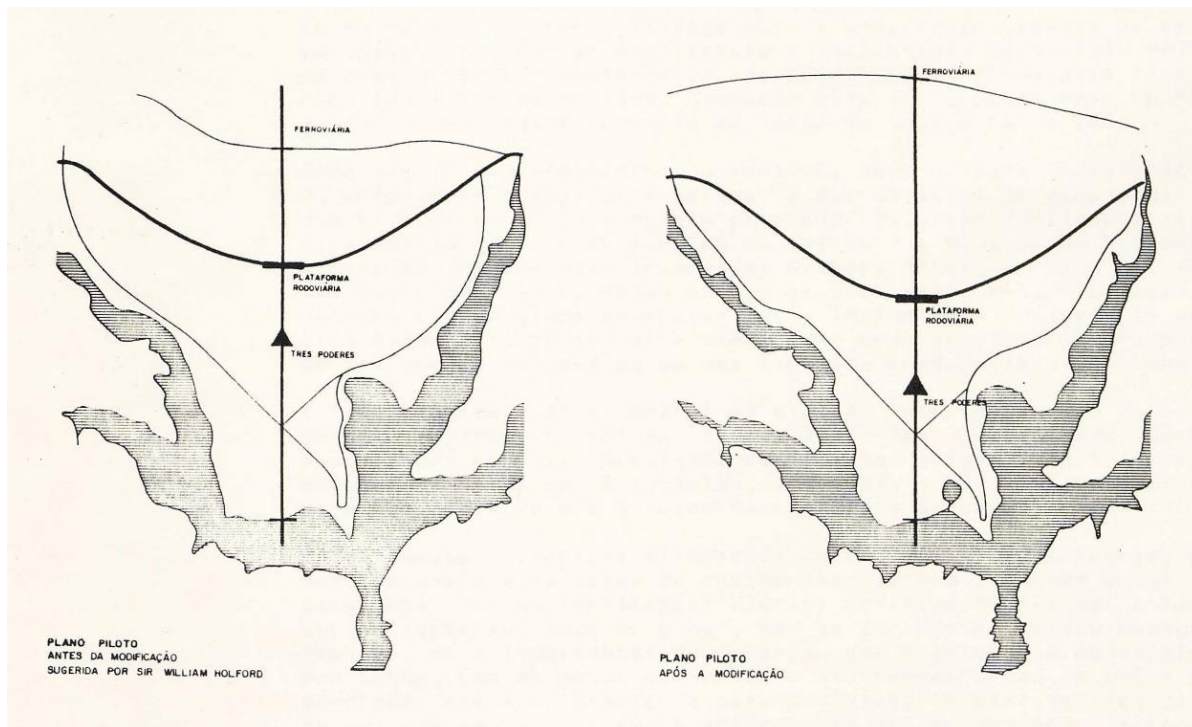 FERROVIÁRIA
PLATAFORMA
RODOVIÁRIA
TRES PODERES
PLANO PILOTO
ANTES DA MODIFICAÇÃO
SUGERIDA POR SIR WILLIAM HOLFORD
FERROVIÁRIA
PLATAFORMA
RODOVIÁRIA
TRES PODERES
PLANO PILOTO
APÓS A MODIFICAÇÃO